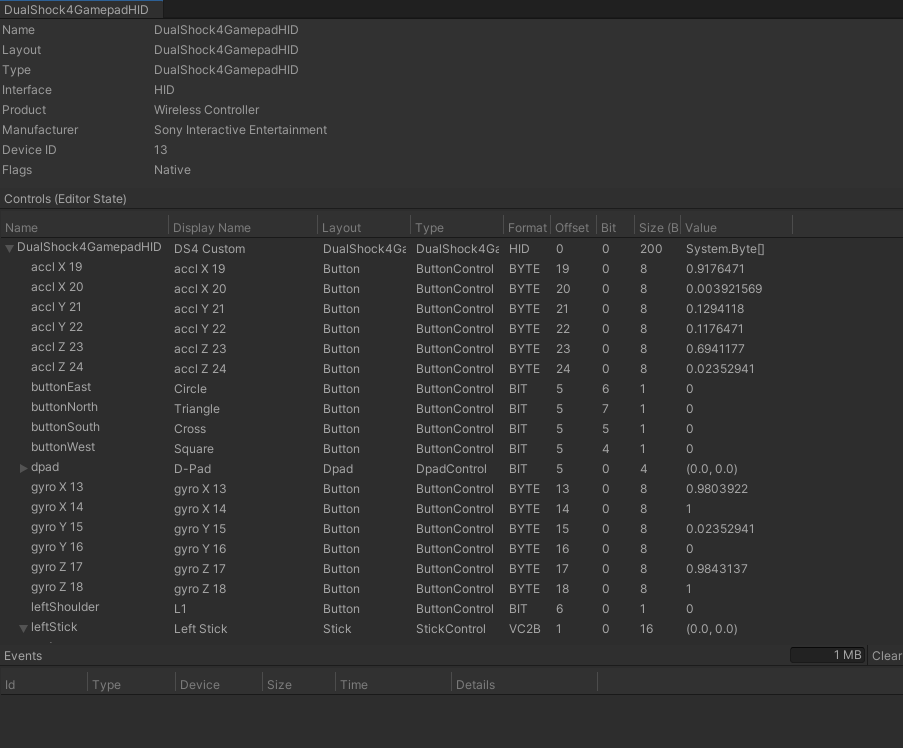 DualShock4GamepadHID
Name DualShock4GamepadHID
Layout DualShock4GamepadHID
Type DualShock4GamepadHID
Interface HID
Product Wireless Controller
Manufacturer Sony Interactive Entertainment
Device ID 13
Flags Native
Controls (Editor State)
Name Display Name Layout Type Format Offset Bit Size (B Value
DualShock4GamepadHID DS4 Custom DualShock4Ga DualShock4Ga HID 0 0 200 System.Byte[]
accl X 19 accl X 19 Button ButtonControl BYTE 19 0 8 0.9176471
accl X 20 accl X 20 Button ButtonControl BYTE 20 0 8 0.003921569
accl Y 21 accl Y 21 Button ButtonControl BYTE 21 0 8 0.1294118
accl Y 22 accl Y 22 Button ButtonControl BYTE 22 0 8 0.1176471
accl Z 23 accl Z 23 Button ButtonControl BYTE 23 0 8 0.6941177
accl Z 24 accl Z 24 Button ButtonControl BYTE 24 0 8 0.02352941
buttonEast Circle Button ButtonControl BIT 5 6 1 0
buttonNorth Triangle Button ButtonControl BIT 5 7 1 0
buttonSouth Cross Button ButtonControl BIT 5 5 1 0
buttonWest Square Button ButtonControl BIT 5 4 1 0
dpad D-Pad Dpad DpadControl BIT 5 0 4 (0.0, 0.0)
gyro X 13 gyro X 13 Button ButtonControl BYTE 13 0 8 0.9803922
gyro X 14 gyro X 14 Button ButtonControl BYTE 14 0 8 1
gyro Y 15 gyro Y 15 Button ButtonControl BYTE 15 0 8 0.02352941
gyro Y 16 gyro Y 16 Button ButtonControl BYTE 16 0 8 0
gyro Z 17 gyro Z 17 Button ButtonControl BYTE 17 0 8 0.9843137
gyro Z 18 gyro Z 18 Button ButtonControl BYTE 18 0 8 1
leftShoulder L1 Button ButtonControl BIT 6 0 1 0
leftStick Left Stick Stick StickControl VC2B 1 0 16 (0.0, 0.0)
Events 1 MB Clear
Id Type Device Size Time Details